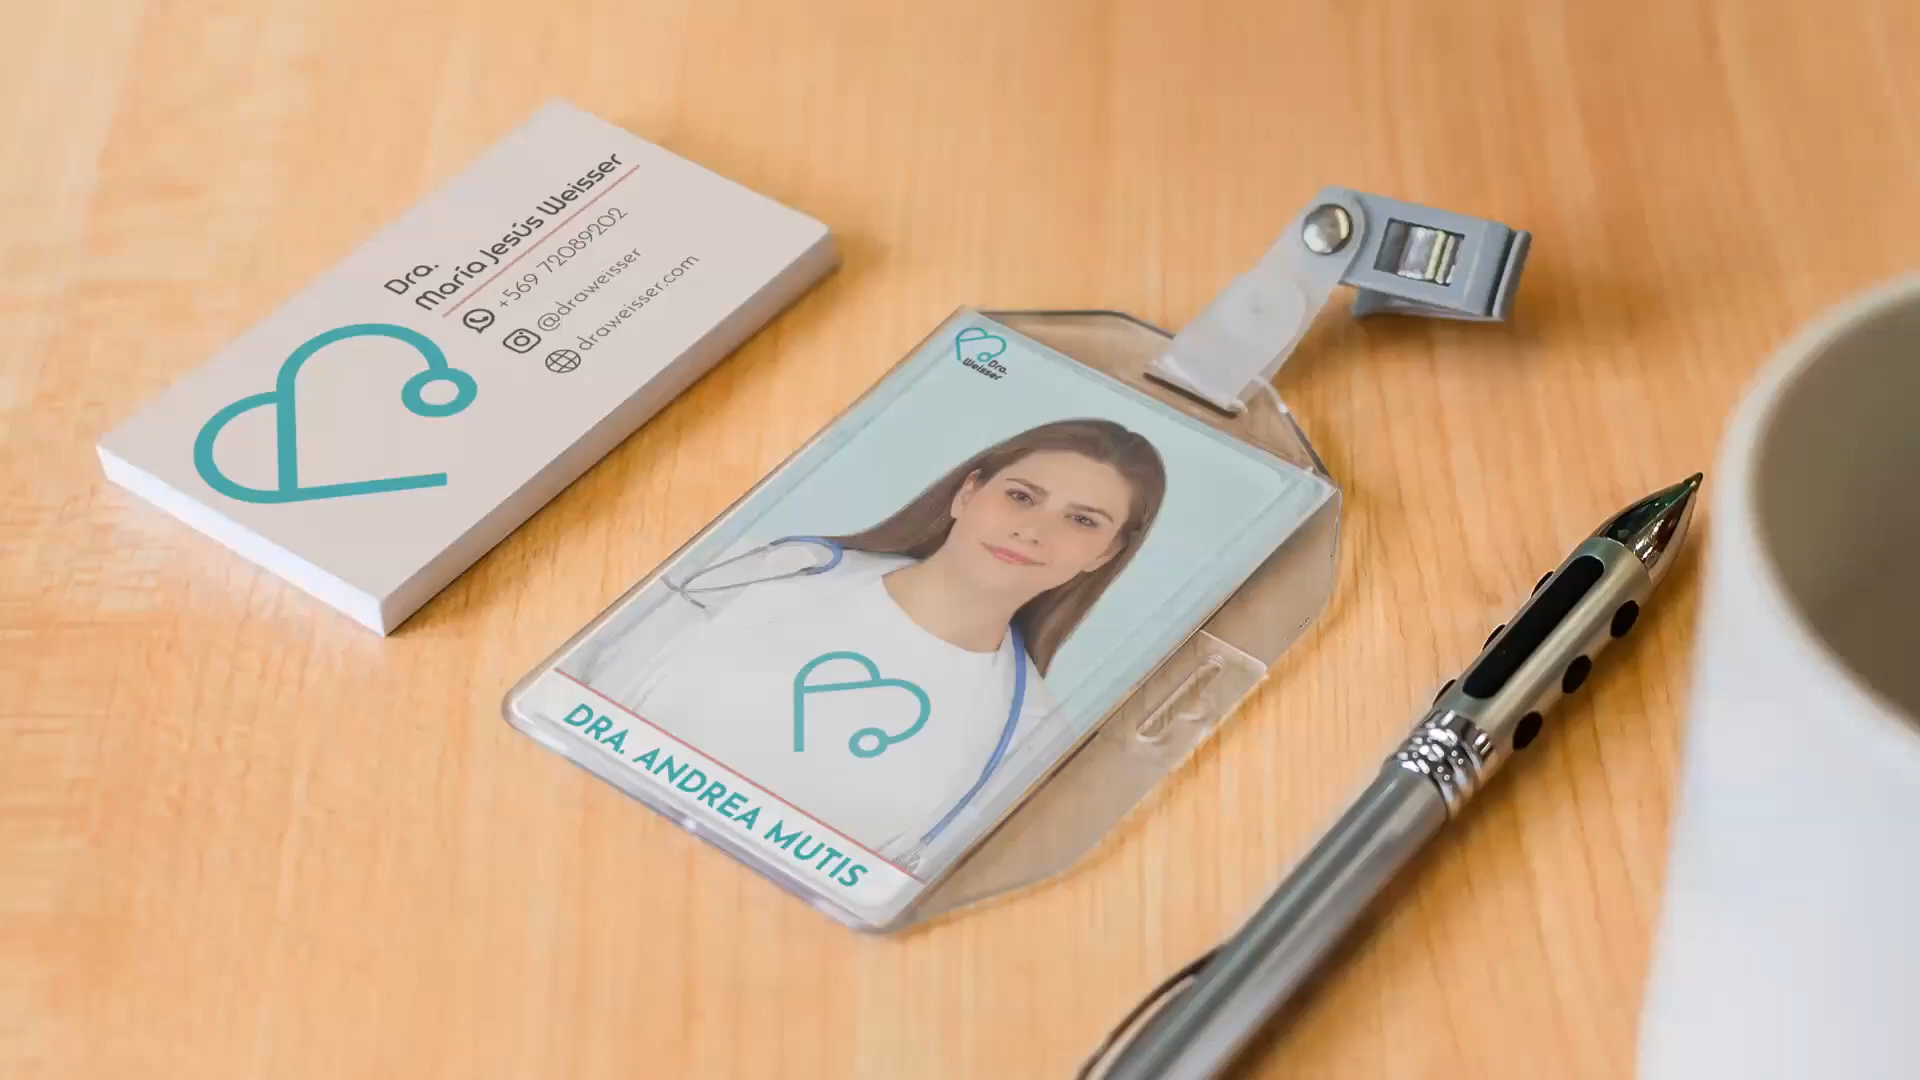 Dra.
María Jesús Weisser
+569 72089202
@draweisser
draweisser.com
Dra.
Weisser
DRA. ANDREA MUTIS